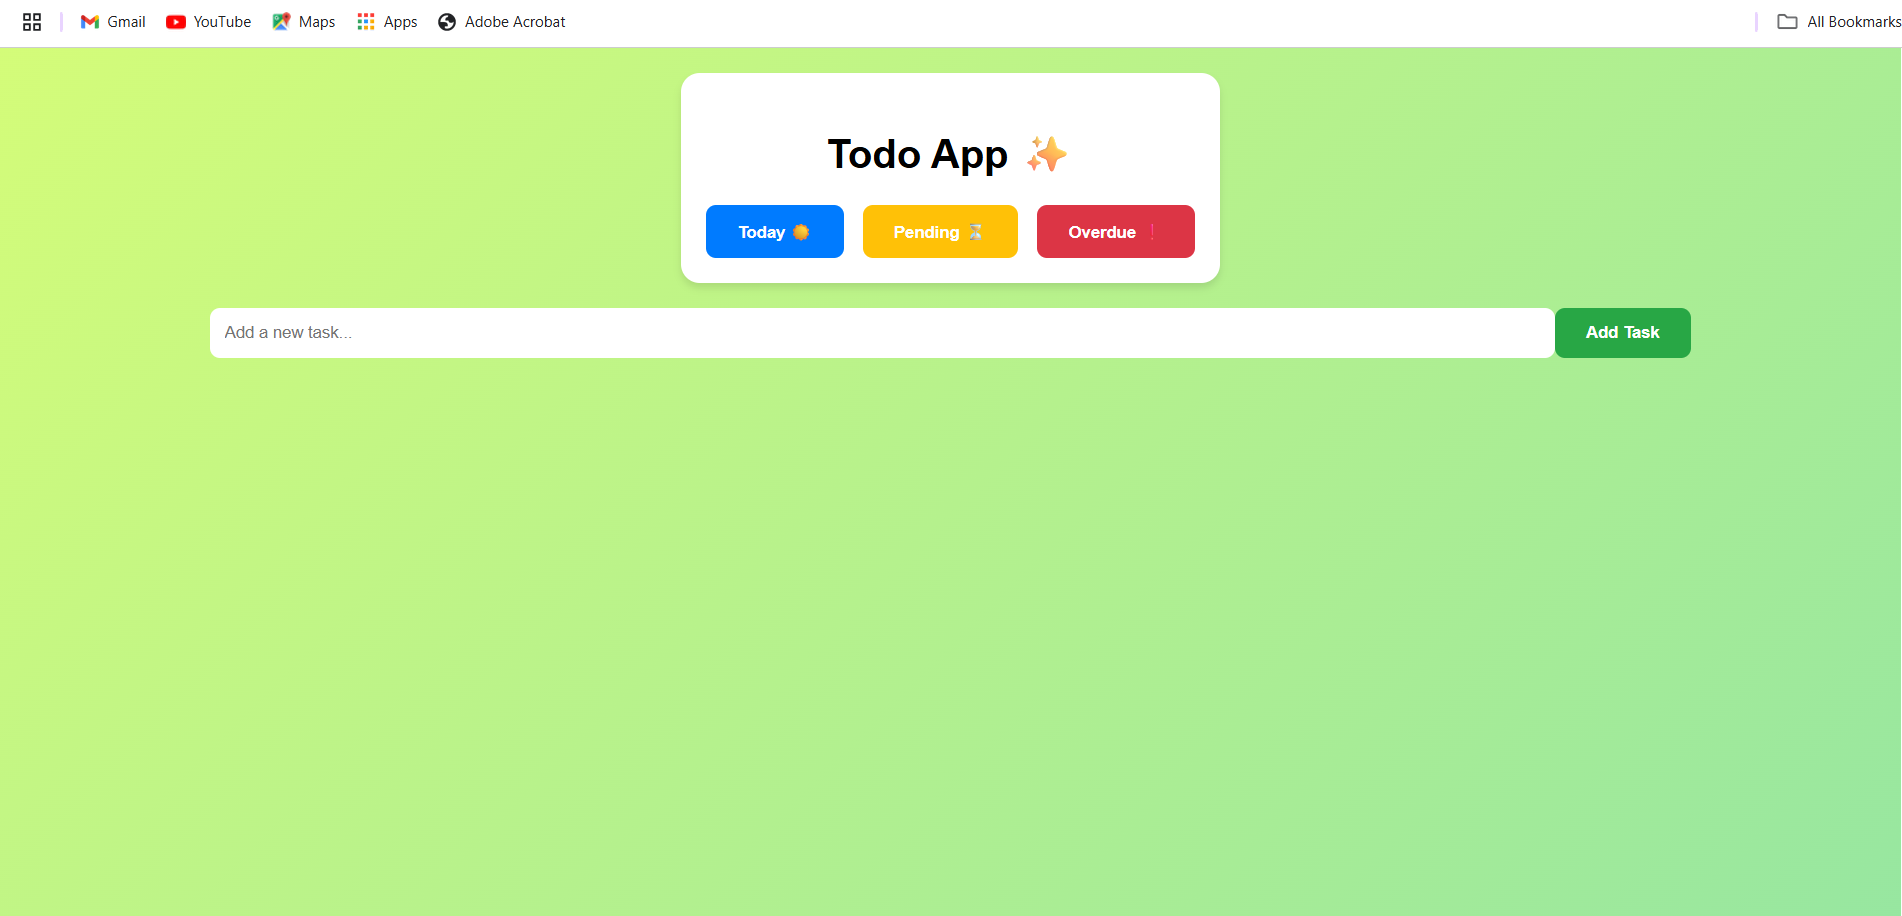 Gmail YouTube Maps Apps Adobe Acrobat All Bookmarks
Todo App ✨
Today Pending ⏳ Overdue ❗
Add a new task... Add Task